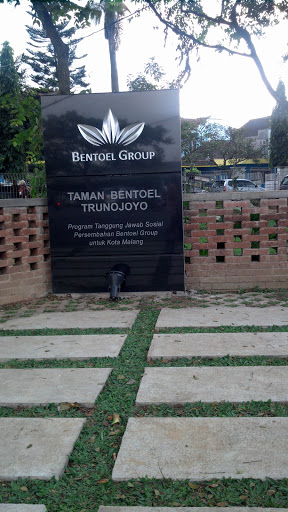 BENTOEL GROUP
TAMAN BENTOEL
TRUNOJOYO
Program Tanggung Jawab Sosial
Persembahan Bentoel Group
untuk Kota Malang